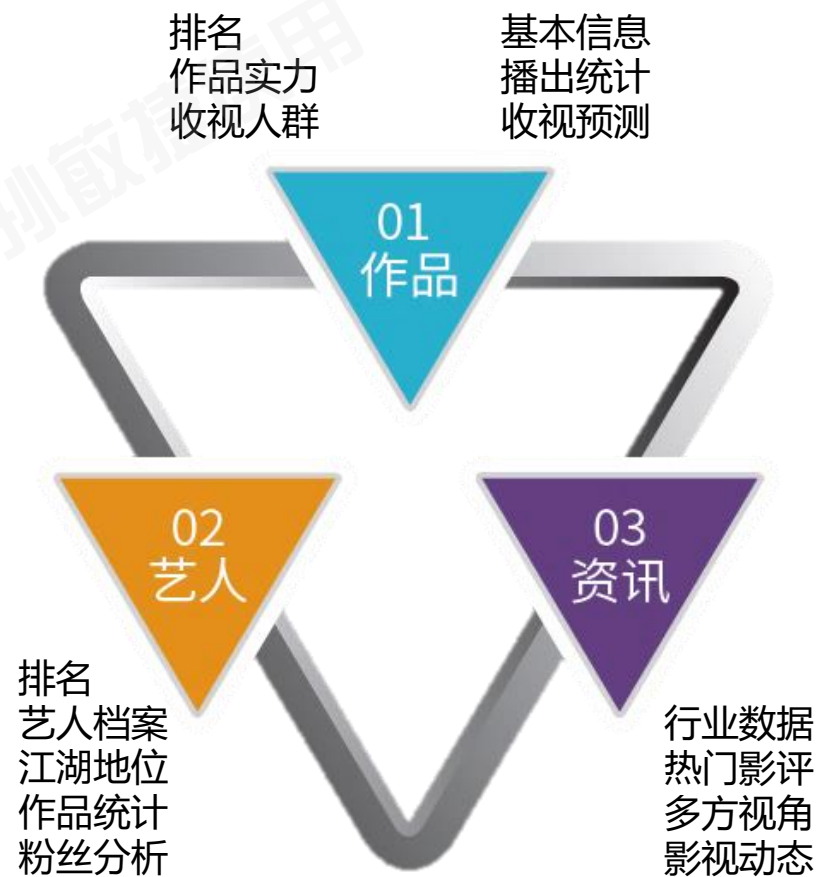 排名
作品实力
收视人群
基本信息
播出统计
收视预测
01
作品
02
艺人
03
资讯
排名
艺人档案
江湖地位
作品统计
粉丝分析
行业数据
热门影评
多方视角
影视动态